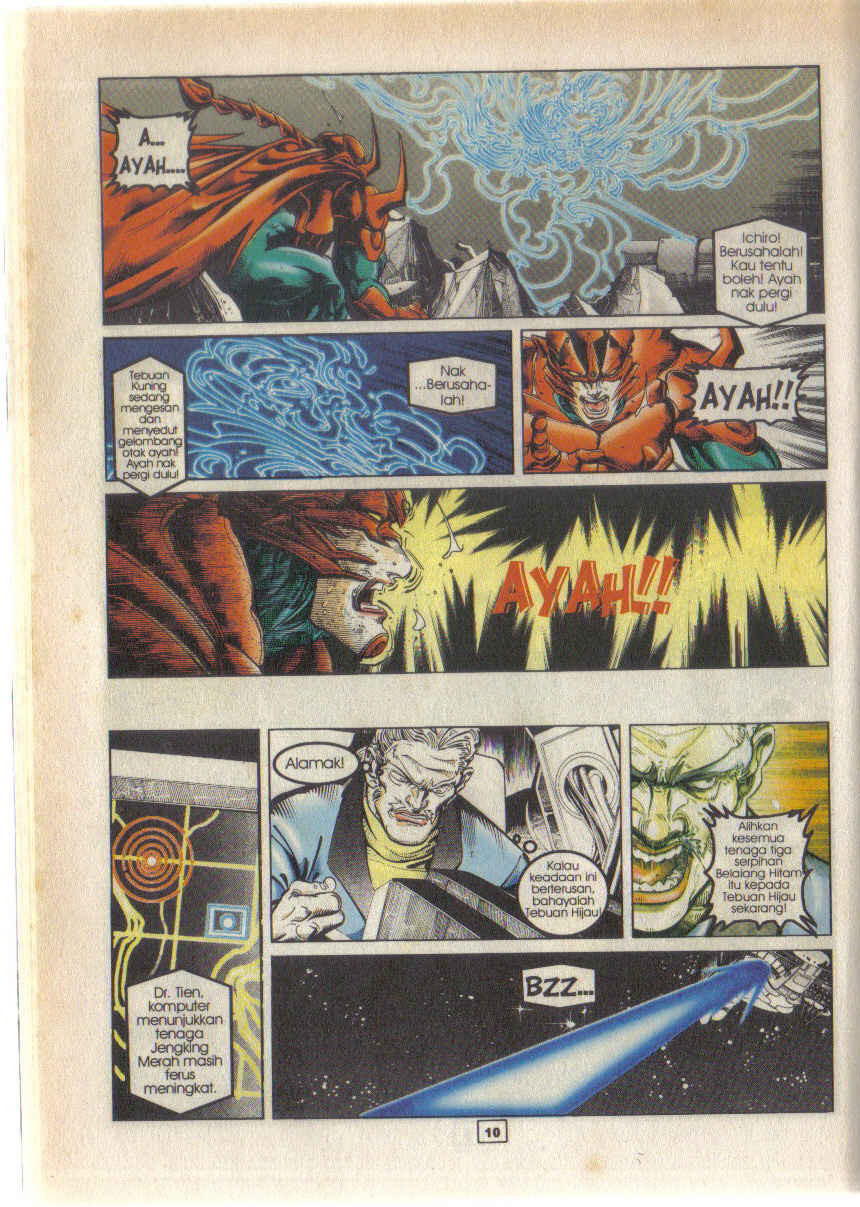 A...
AYAH....
Ichiro!
Berusahalah!
Kau tentu
boleh! Ayah
nak pergi
dulu!
Tebuan
Kuning
sedang
mengesan
dan
menyedut
gelombang
otak ayah!
Ayah nak
pergi dulu!
Nak
...Berusaha-
lah!
AYAH!!
AYAH!!
Dr. Tien,
komputer
menunjukkan
tenaga
Jengking
Merah masih
terus
meningkat.
Alamak!
Kalau
keadaan ini
berterusan,
bahayalah
Tebuan Hijau!
Alihkan
kesemua
tenaga tiga
serpihan
Belalang Hitam
itu kepada
Tebuan Hijau
sekarang!
BZZ...
10